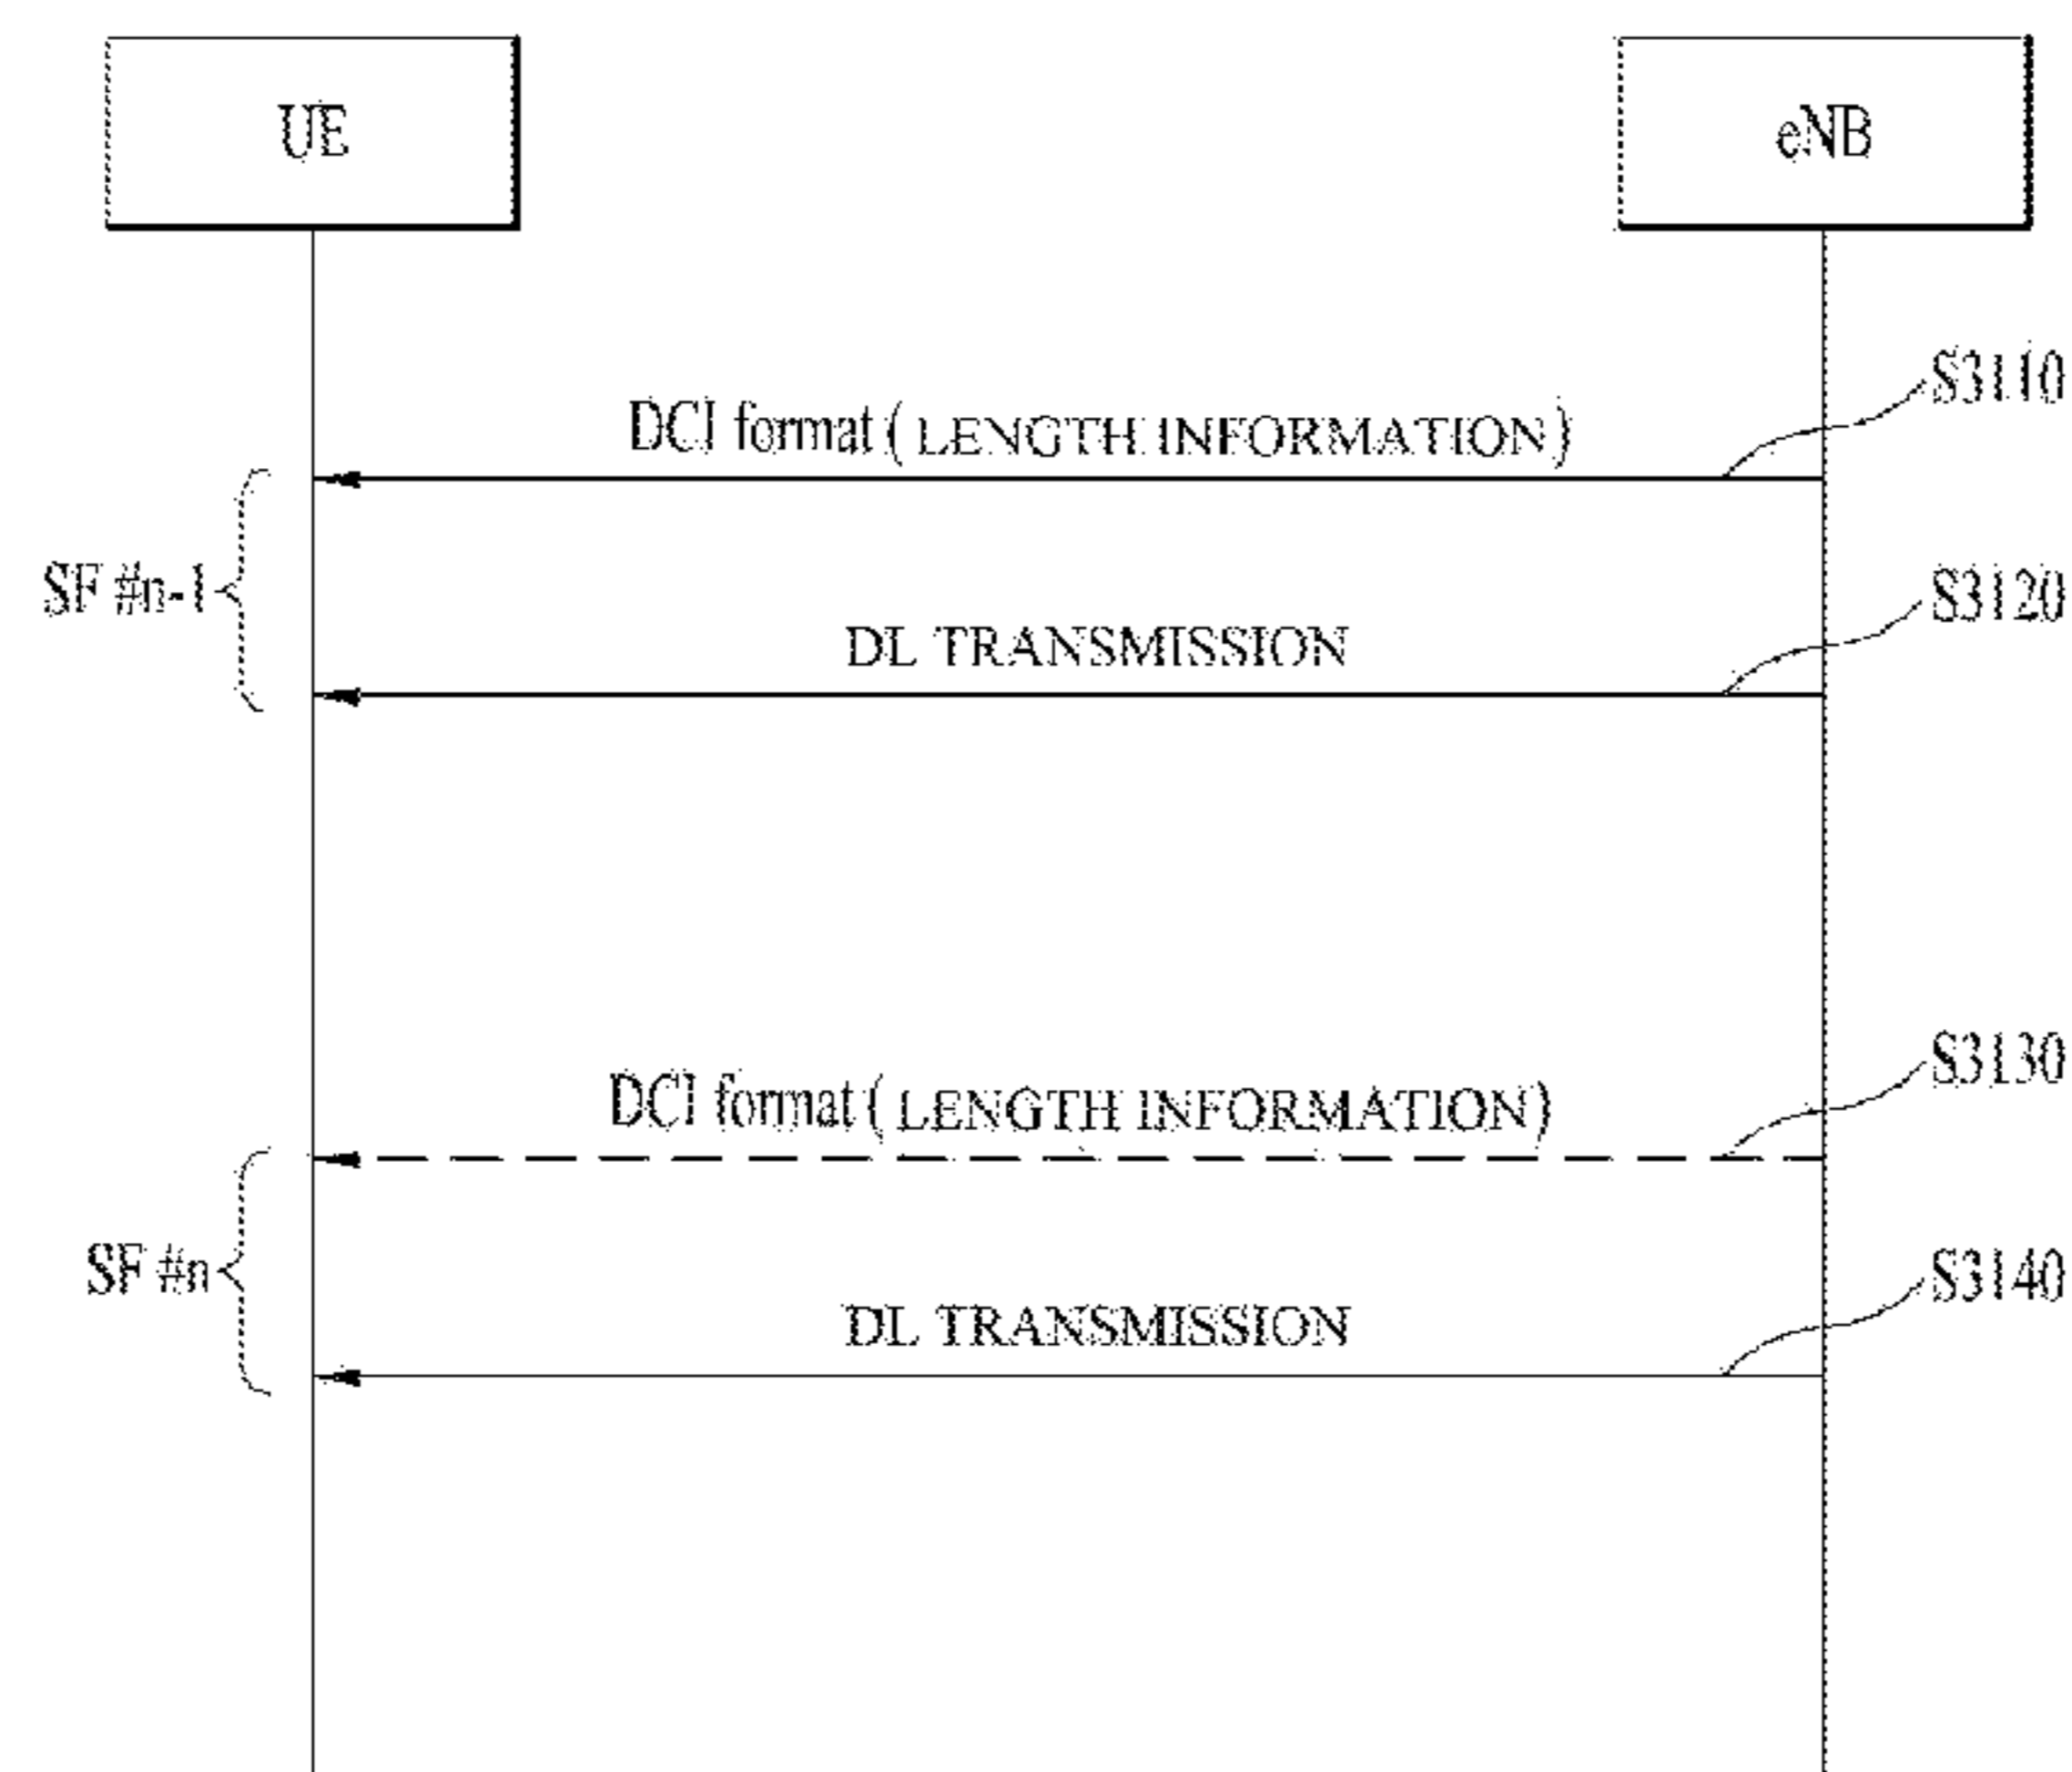 UE
eNB
S3110
DCI format ( LENGTH INFORMATION )
SF #n-1
S3120
DL TRANSMISSION
S3130
DCI format ( LENGTH INFORMATION )
SF #n
S3140
DL TRANSMISSION